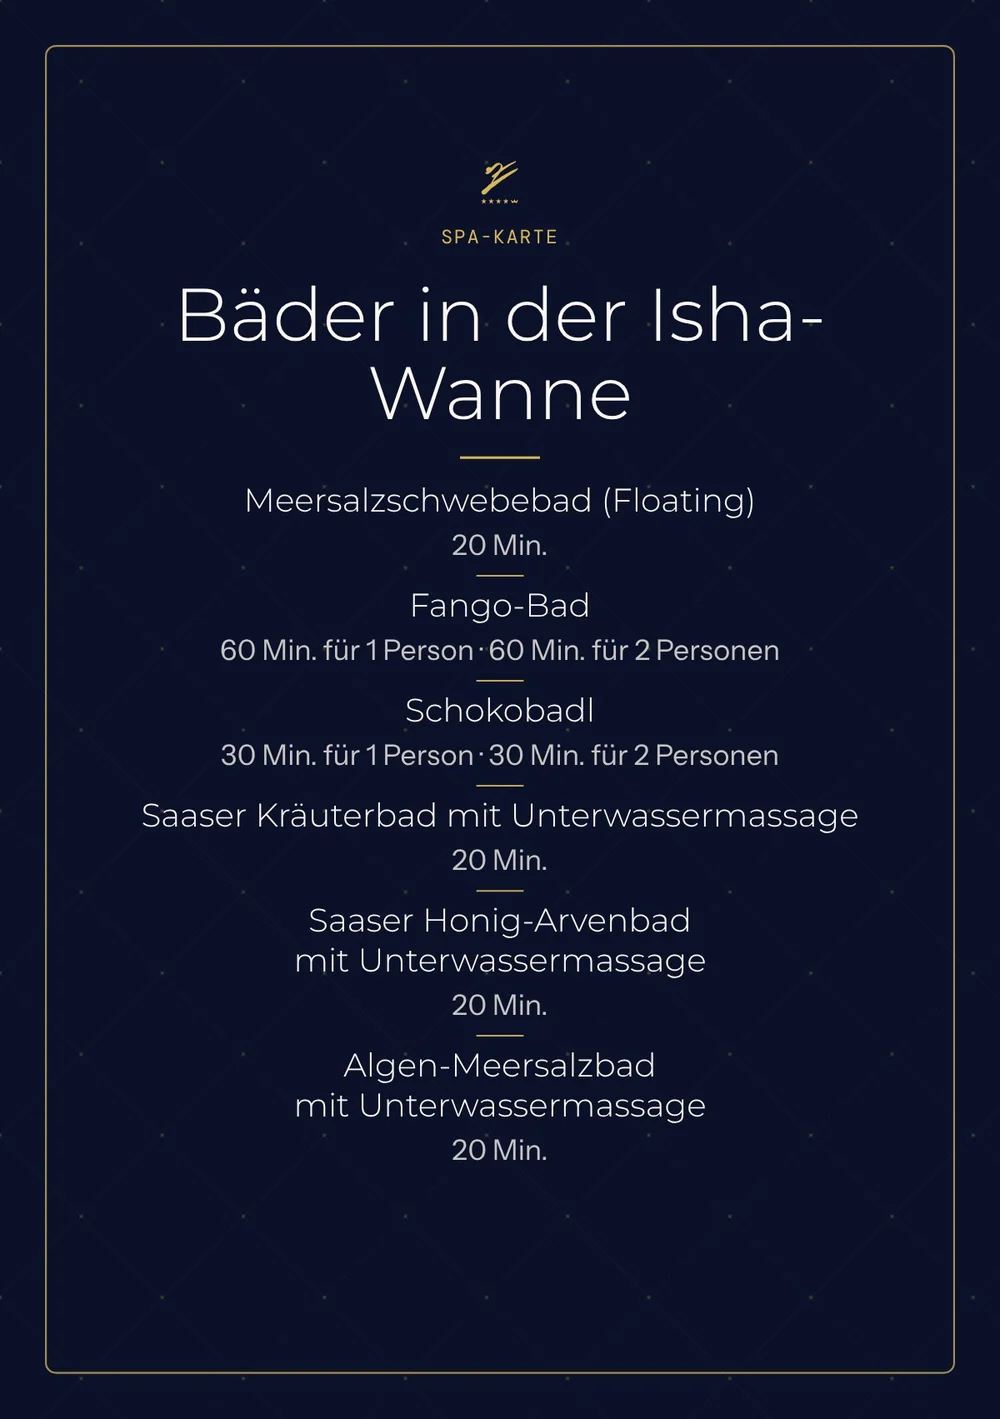 SPA-KARTE
Bäder in der Isha-
Wanne
Meersalzschwebebad (Floating)
20 Min.
Fango-Bad
60 Min. für 1 Person · 60 Min. für 2 Personen
Schokobadl
30 Min. für 1 Person · 30 Min. für 2 Personen
Saaser Kräuterbad mit Unterwassermassage
20 Min.
Saaser Honig-Arvenbad
mit Unterwassermassage
20 Min.
Algen-Meersalzbad
mit Unterwassermassage
20 Min.